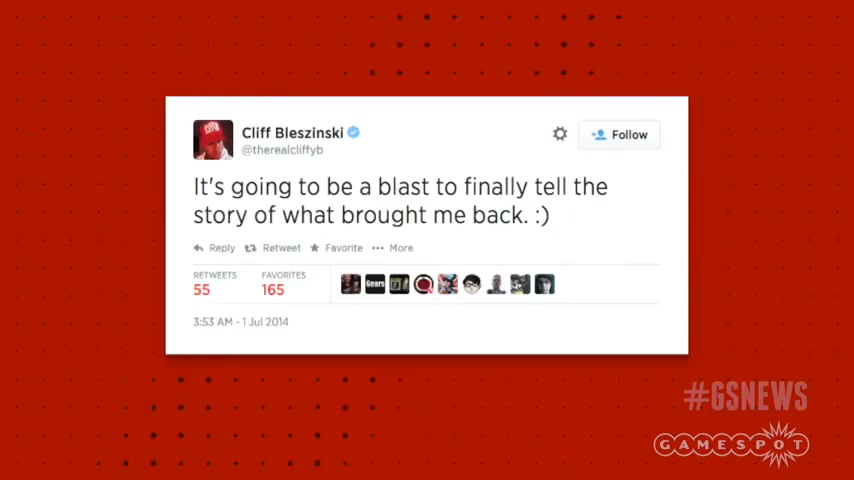 Cliff Bleszinski
@therealcliffyb
Follow
It's going to be a blast to finally tell the
story of what brought me back. :)
Reply Retweet Favorite More
RETWEETS FAVORITES
55 165
Gears
3:53 AM - 1 Jul 2014
#GSNEWS
GAMESPOT